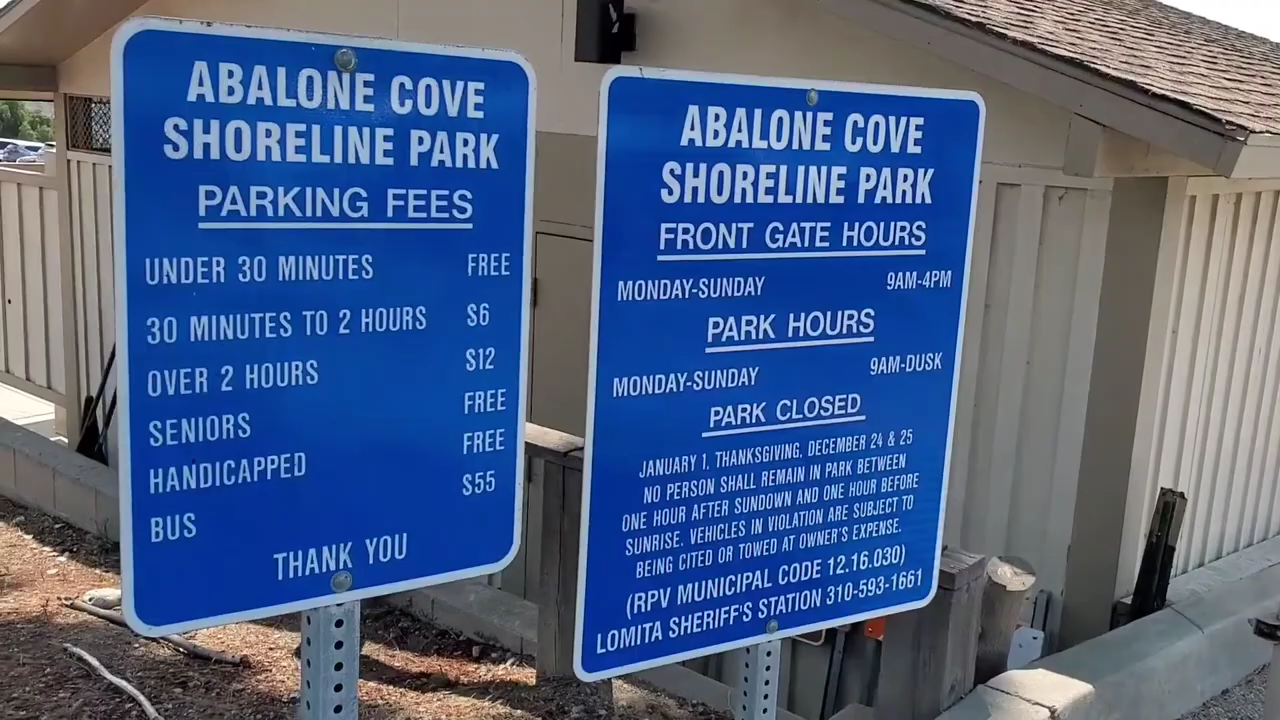 ABALONE COVE
SHORELINE PARK
PARKING FEES
UNDER 30 MINUTES FREE
30 MINUTES TO 2 HOURS $6
OVER 2 HOURS $12
SENIORS FREE
HANDICAPPED FREE
BUS $55
THANK YOU
ABALONE COVE
SHORELINE PARK
FRONT GATE HOURS
MONDAY-SUNDAY 9AM-4PM
PARK HOURS
MONDAY-SUNDAY 9AM-DUSK
PARK CLOSED
JANUARY 1, THANKSGIVING, DECEMBER 24 & 25
NO PERSON SHALL REMAIN IN PARK BETWEEN
ONE HOUR AFTER SUNDOWN AND ONE HOUR BEFORE
SUNRISE. VEHICLES IN VIOLATION ARE SUBJECT TO
BEING CITED OR TOWED AT OWNER'S EXPENSE.
(RPV MUNICIPAL CODE 12.16.030)
LOMITA SHERIFF'S STATION 310-593-1661